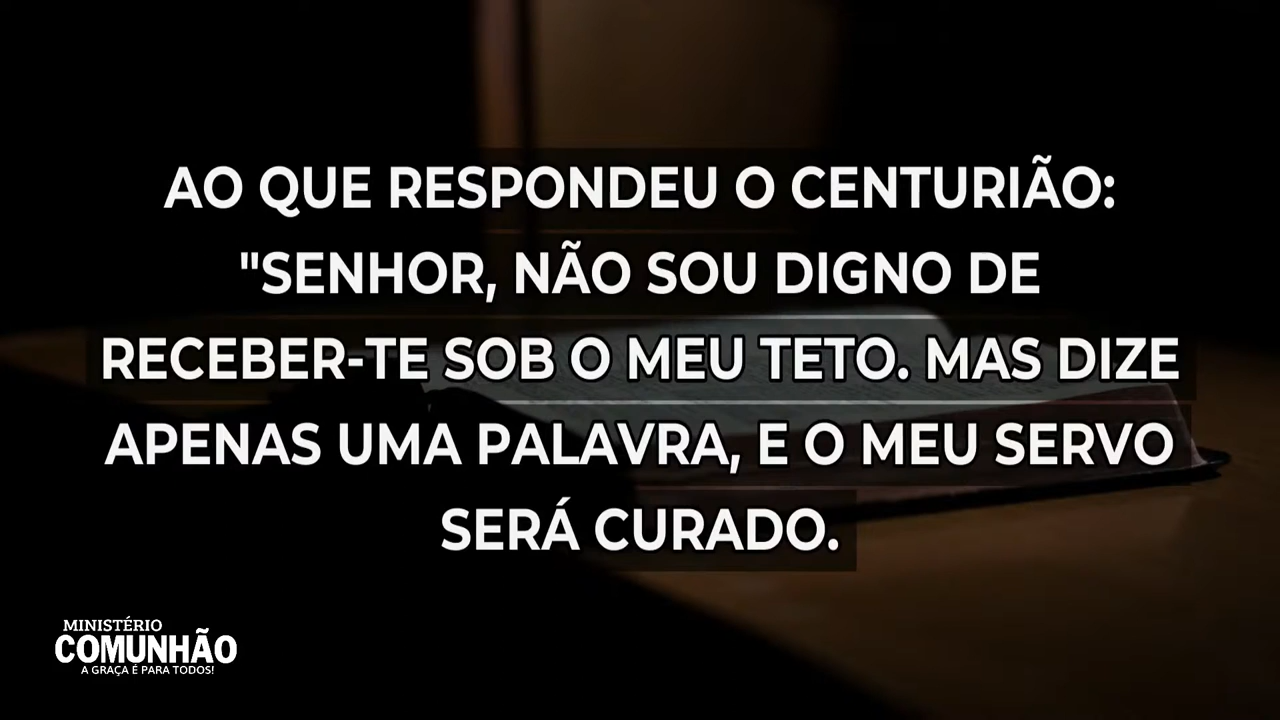 AO QUE RESPONDEU O CENTURIÃO:
"SENHOR, NÃO SOU DIGNO DE
RECEBER-TE SOB O MEU TETO. MAS DIZE
APENAS UMA PALAVRA, E O MEU SERVO
SERÁ CURADO.
MINISTÉRIO
COMUNHÃO
A GRAÇA É PARA TODOS!